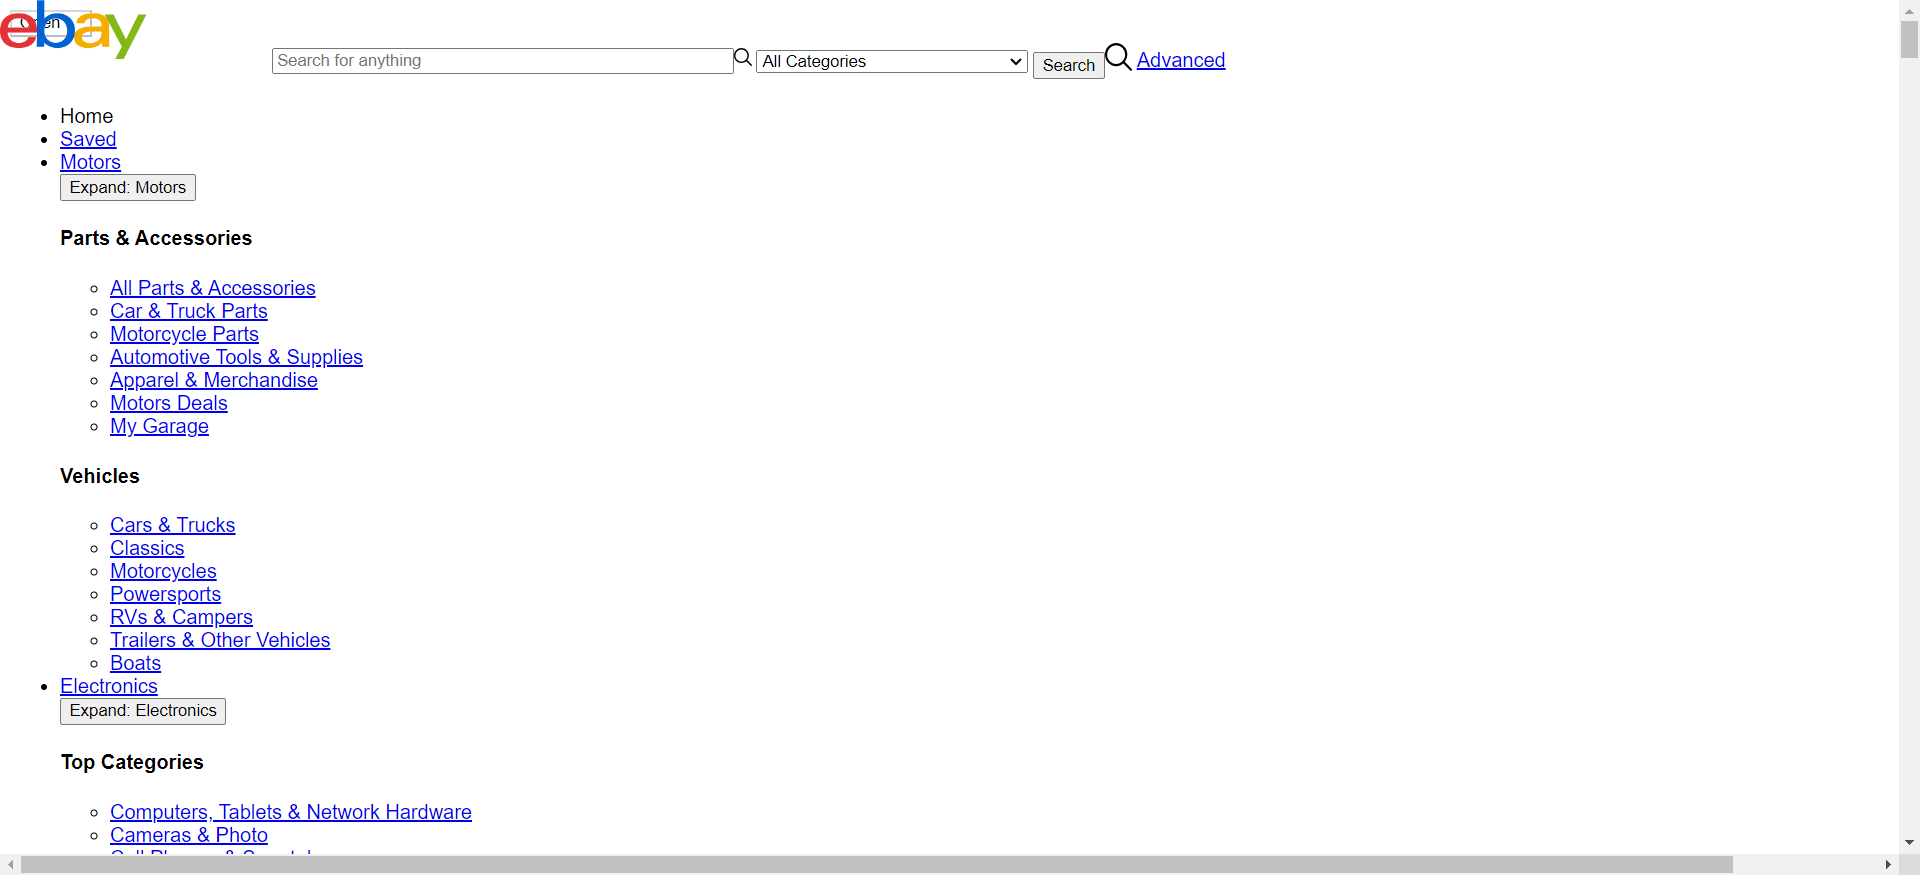 ebay
Open
Search for anything
All Categories
Search
Advanced
Home
Saved
Motors
Expand: Motors
Parts & Accessories
All Parts & Accessories
Car & Truck Parts
Motorcycle Parts
Automotive Tools & Supplies
Apparel & Merchandise
Motors Deals
My Garage
Vehicles
Cars & Trucks
Classics
Motorcycles
Powersports
RVs & Campers
Trailers & Other Vehicles
Boats
Electronics
Expand: Electronics
Top Categories
Computers, Tablets & Network Hardware
Cameras & Photo